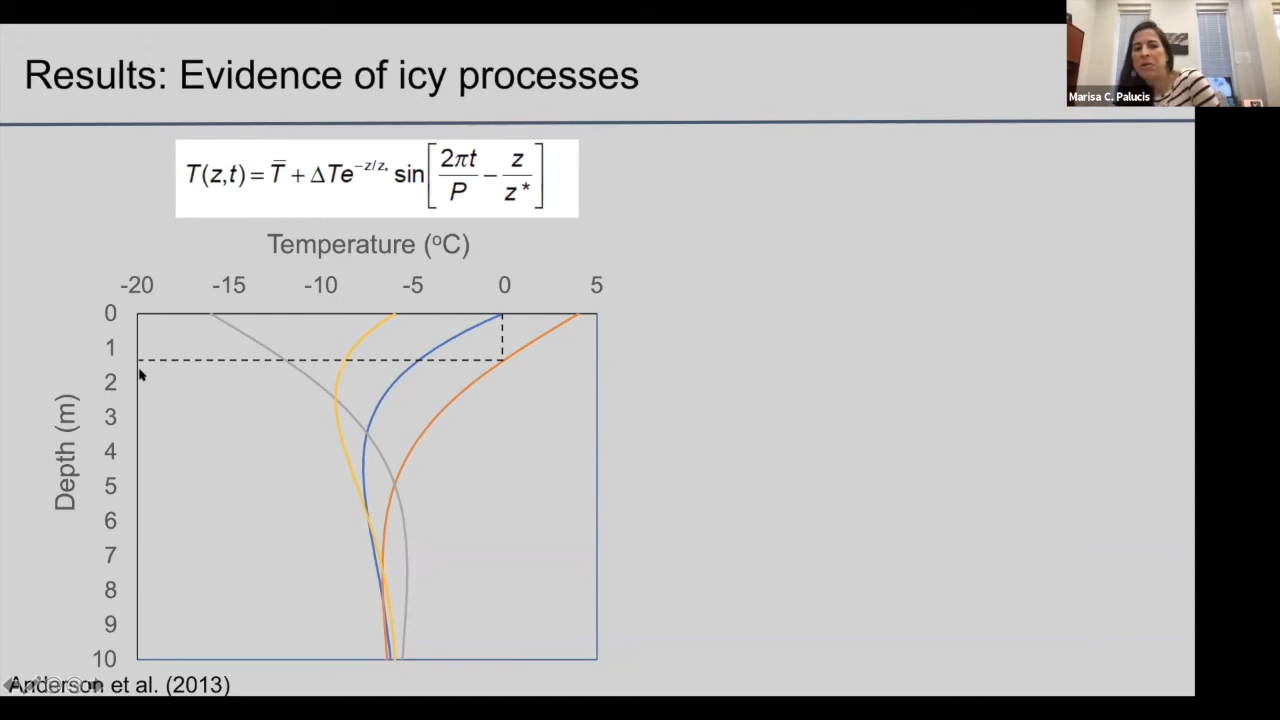 Results: Evidence of icy processes
Marisa C. Palucis
T(z,t) = T̅ + ΔTe^{-z/z*} sin[2πt/P − z/z*]
Temperature (°C)
-20 -15 -10 -5 0 5
0
1
2
3
4
5
6
7
8
9
10
Depth (m)
Anderson et al. (2013)